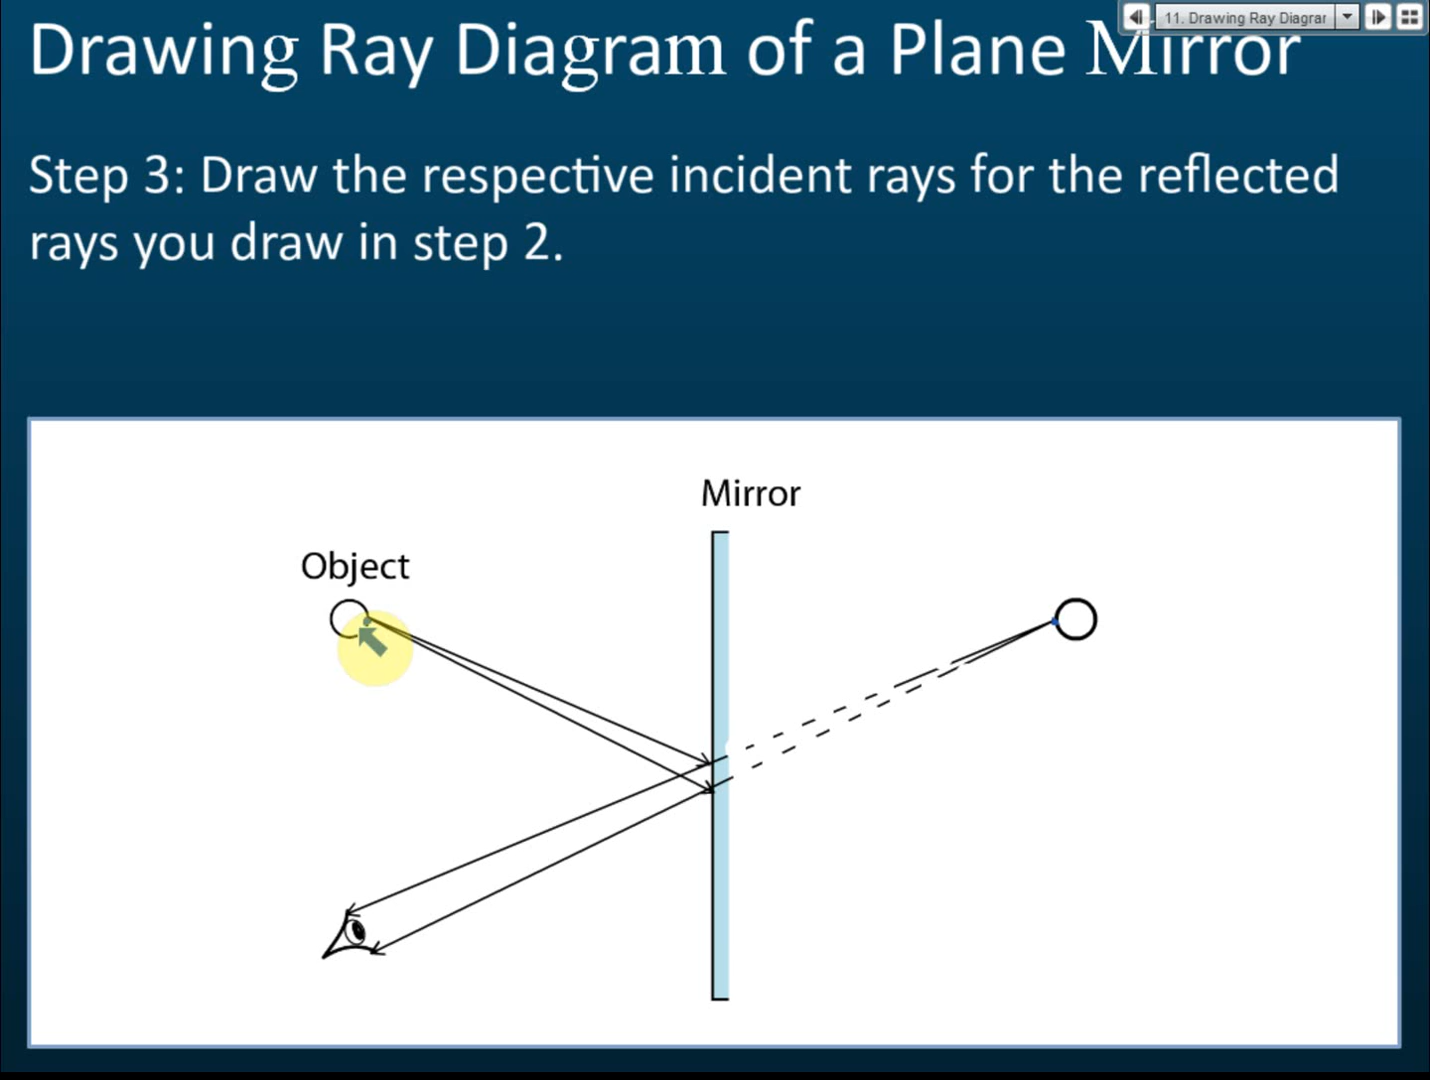 11. Drawing Ray Diagrar
Drawing Ray Diagram of a Plane Mirror
Step 3: Draw the respective incident rays for the reflected
rays you draw in step 2.
Mirror
Object